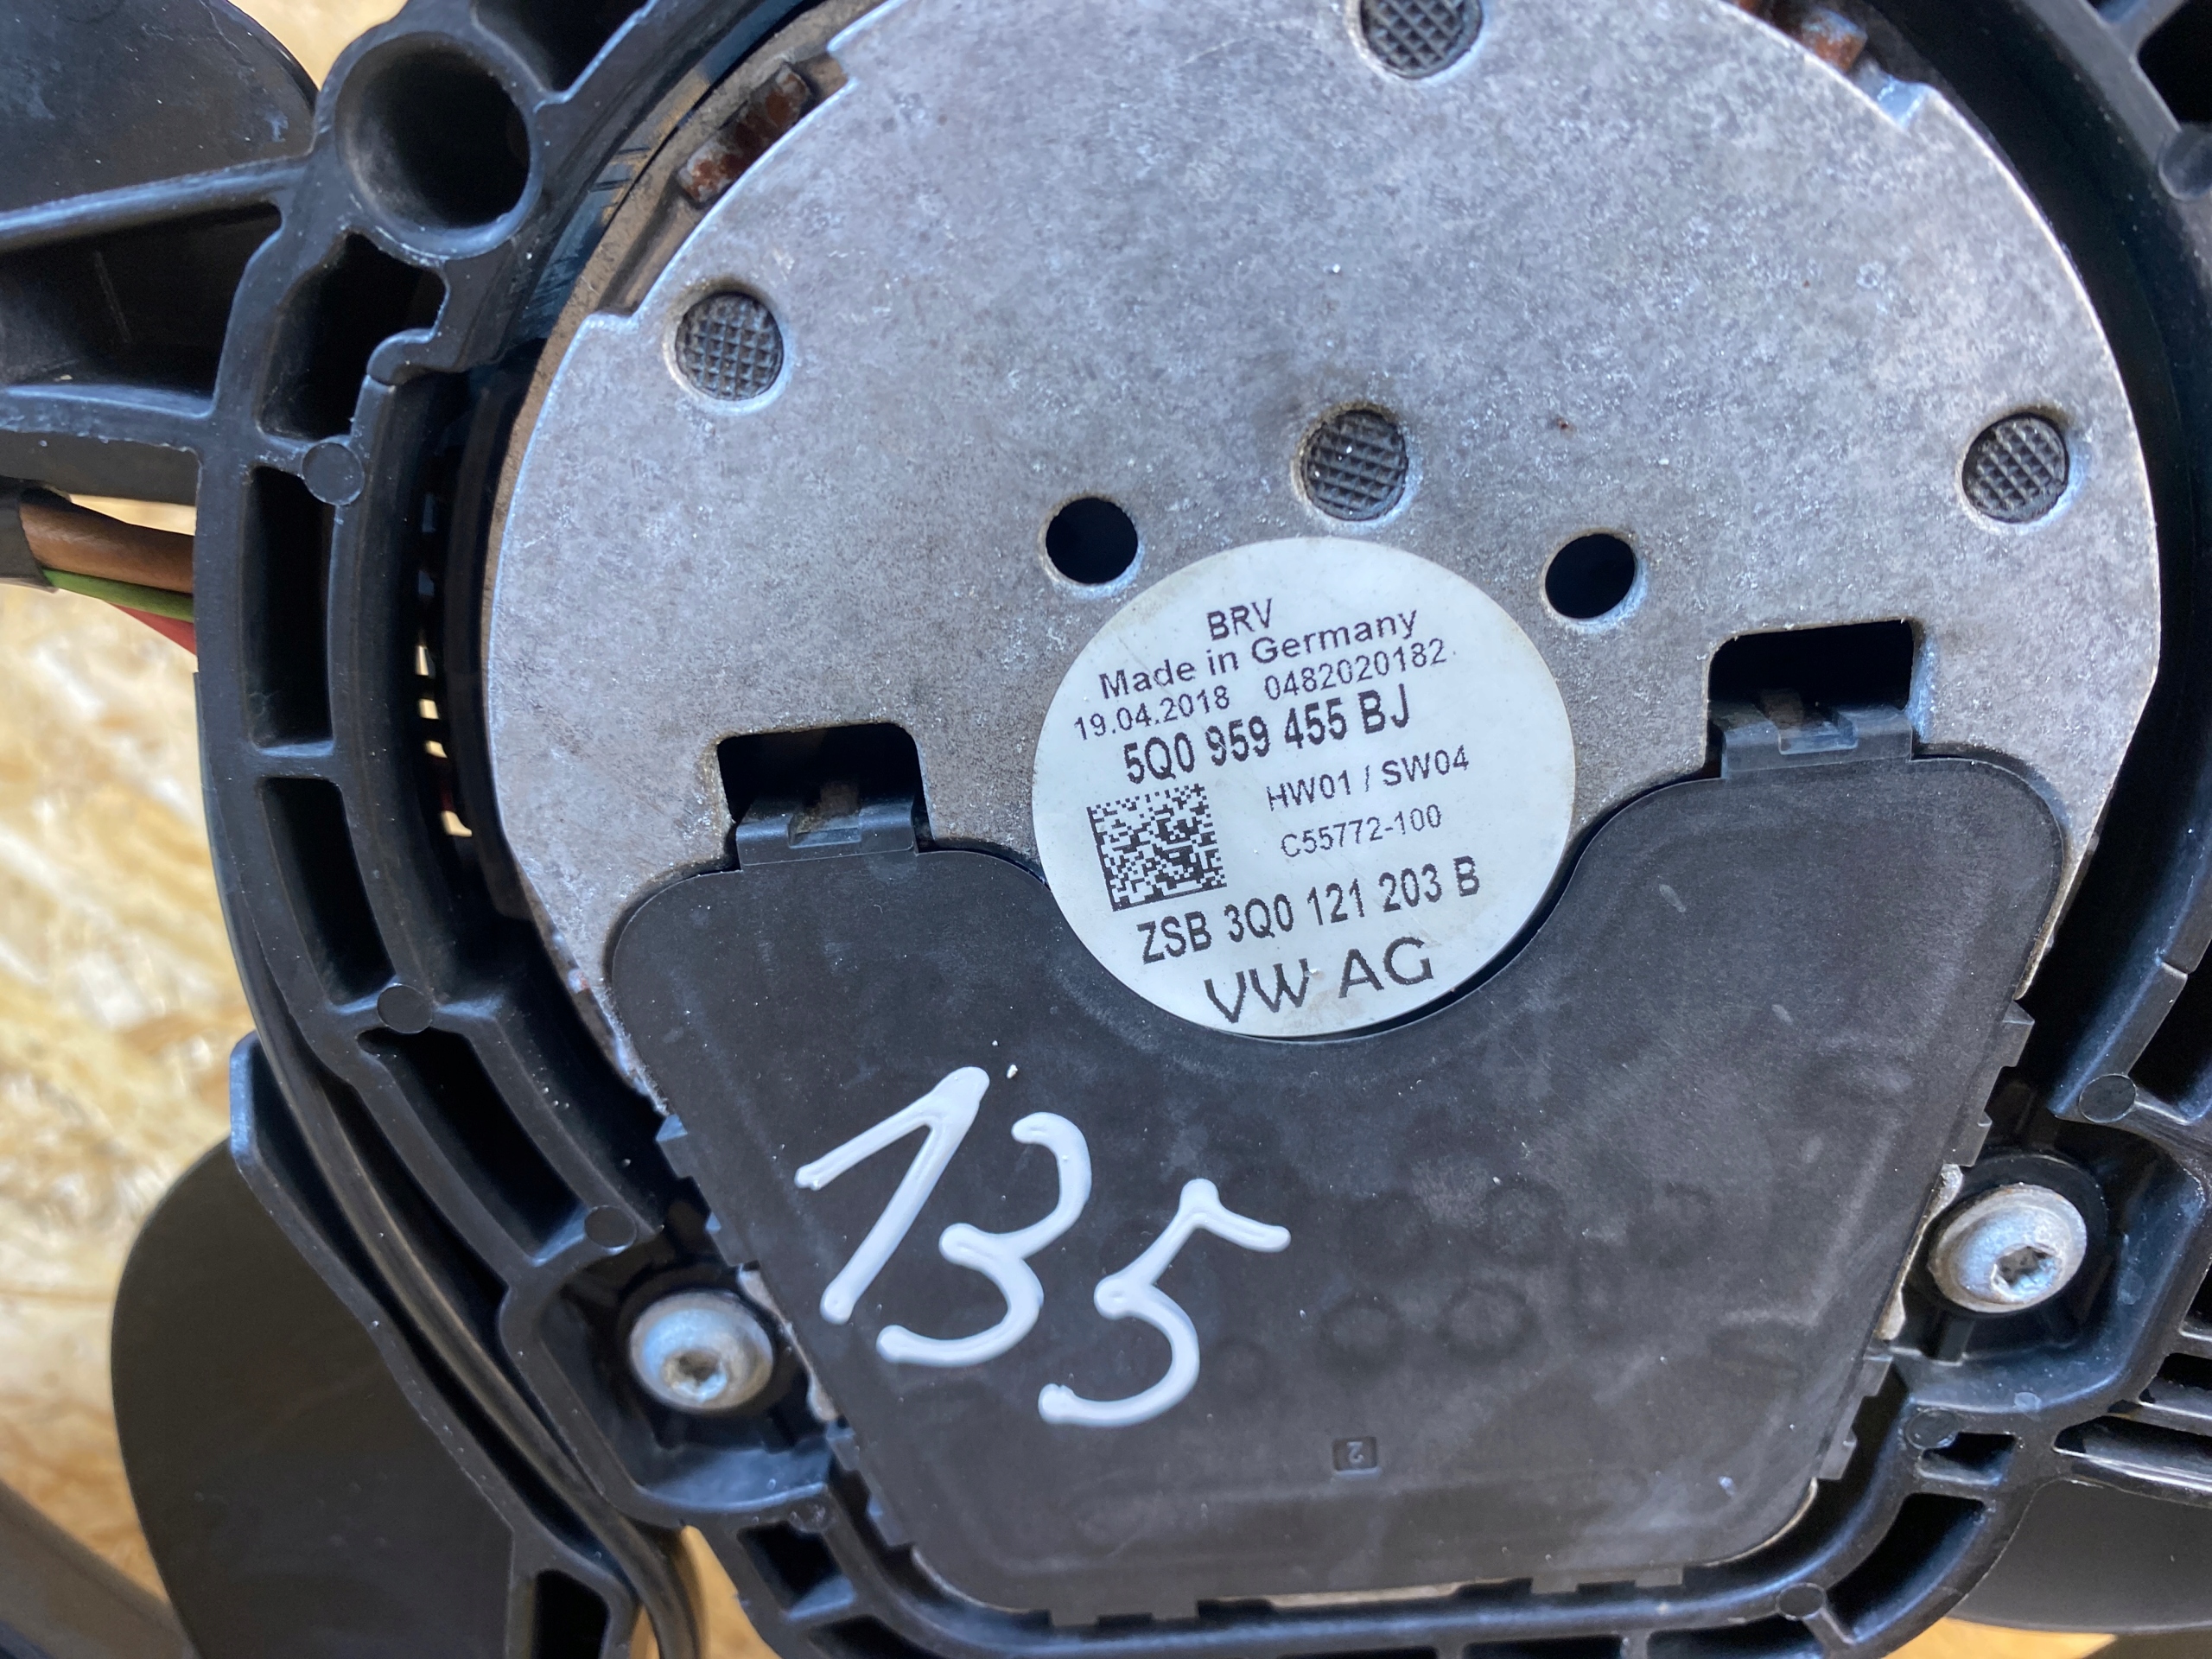 BRV
Made in Germany
19.04.2018 0482020182
5Q0 959 455 BJ
HW01 / SW04
C55772-100
ZSB 3Q0 121 203 B
VW AG
135
2